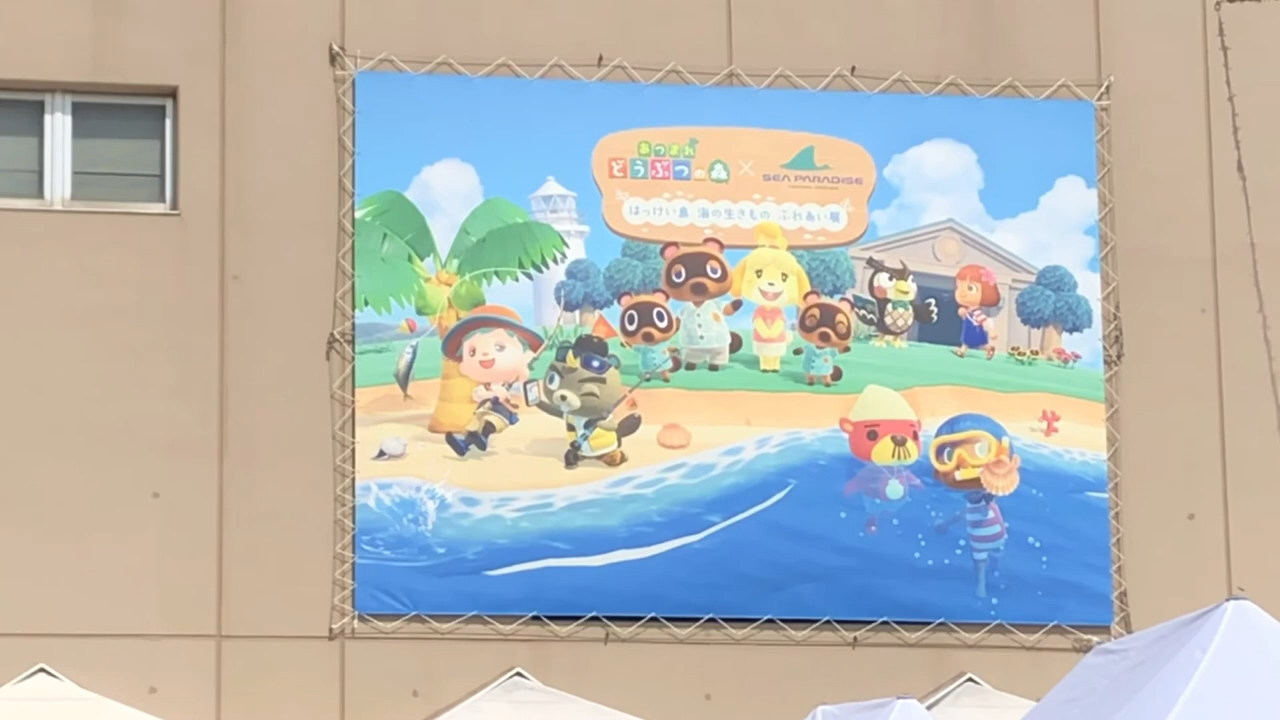 あつまれ
どうぶつの森 × SEA PARADISE
はっけい島 海の生きもの ふれあい展